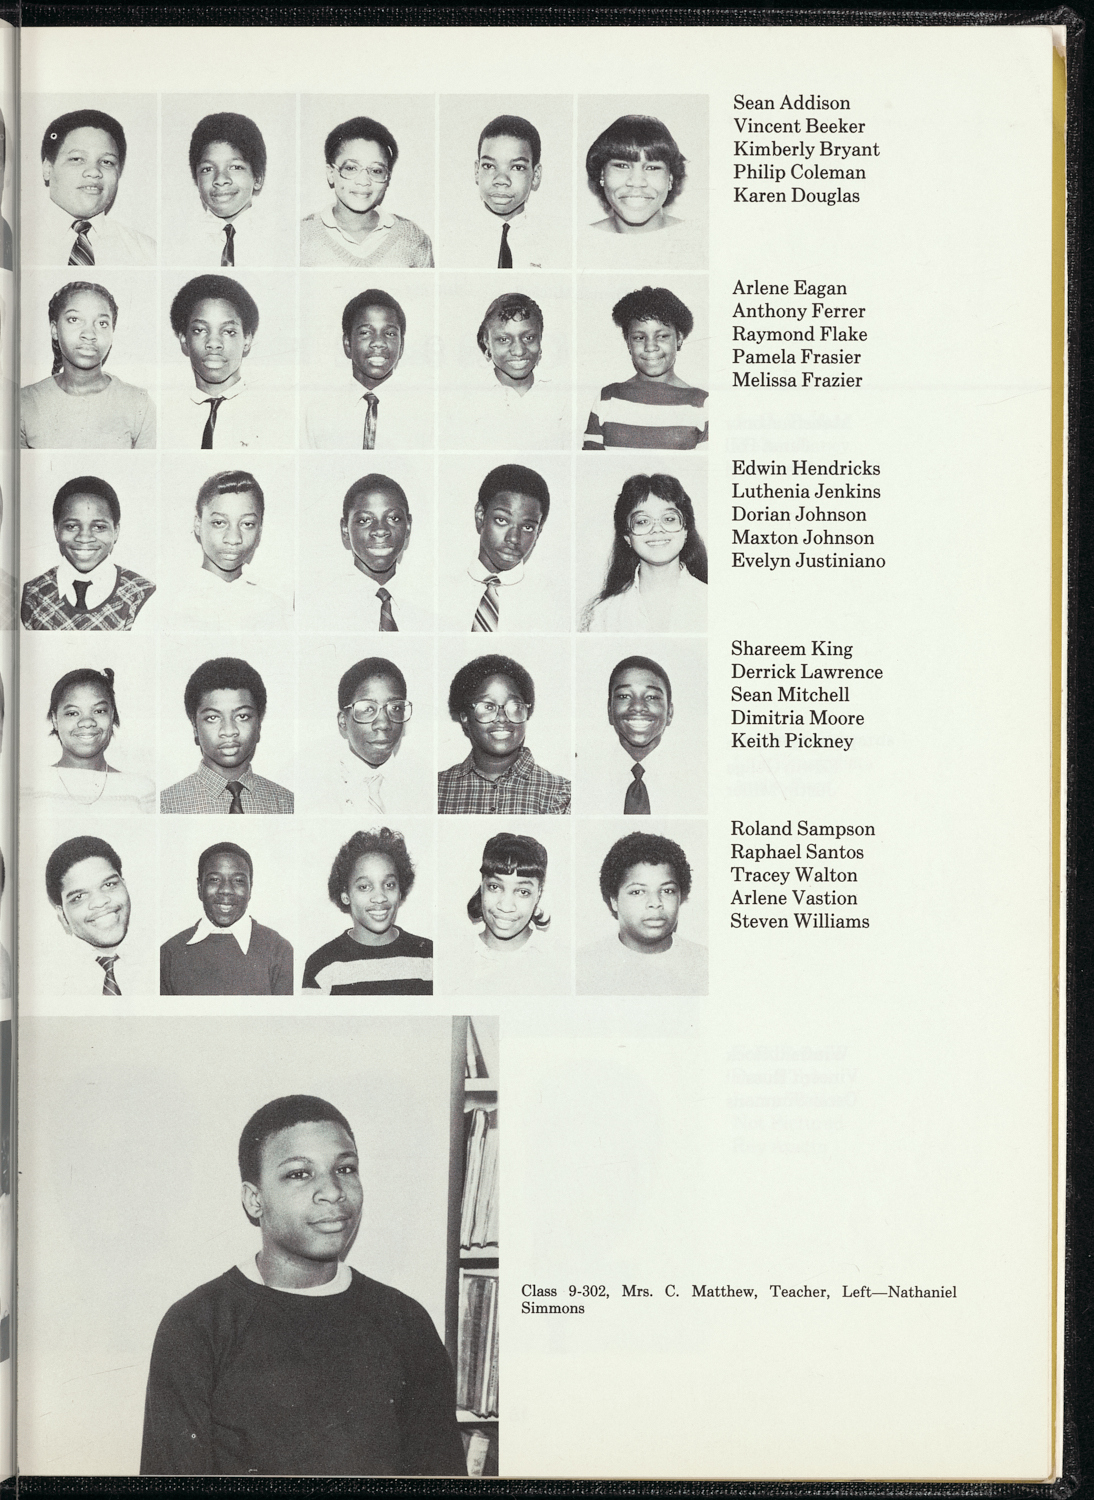 Sean Addison
Vincent Beeker
Kimberly Bryant
Philip Coleman
Karen Douglas
Arlene Eagan
Anthony Ferrer
Raymond Flake
Pamela Frasier
Melissa Frazier
Edwin Hendricks
Luthenia Jenkins
Dorian Johnson
Maxton Johnson
Evelyn Justiniano
Shareem King
Derrick Lawrence
Sean Mitchell
Dimitria Moore
Keith Pickney
Roland Sampson
Raphael Santos
Tracey Walton
Arlene Vastion
Steven Williams
Class 9-302, Mrs. C. Matthew, Teacher, Left—Nathaniel
Simmons